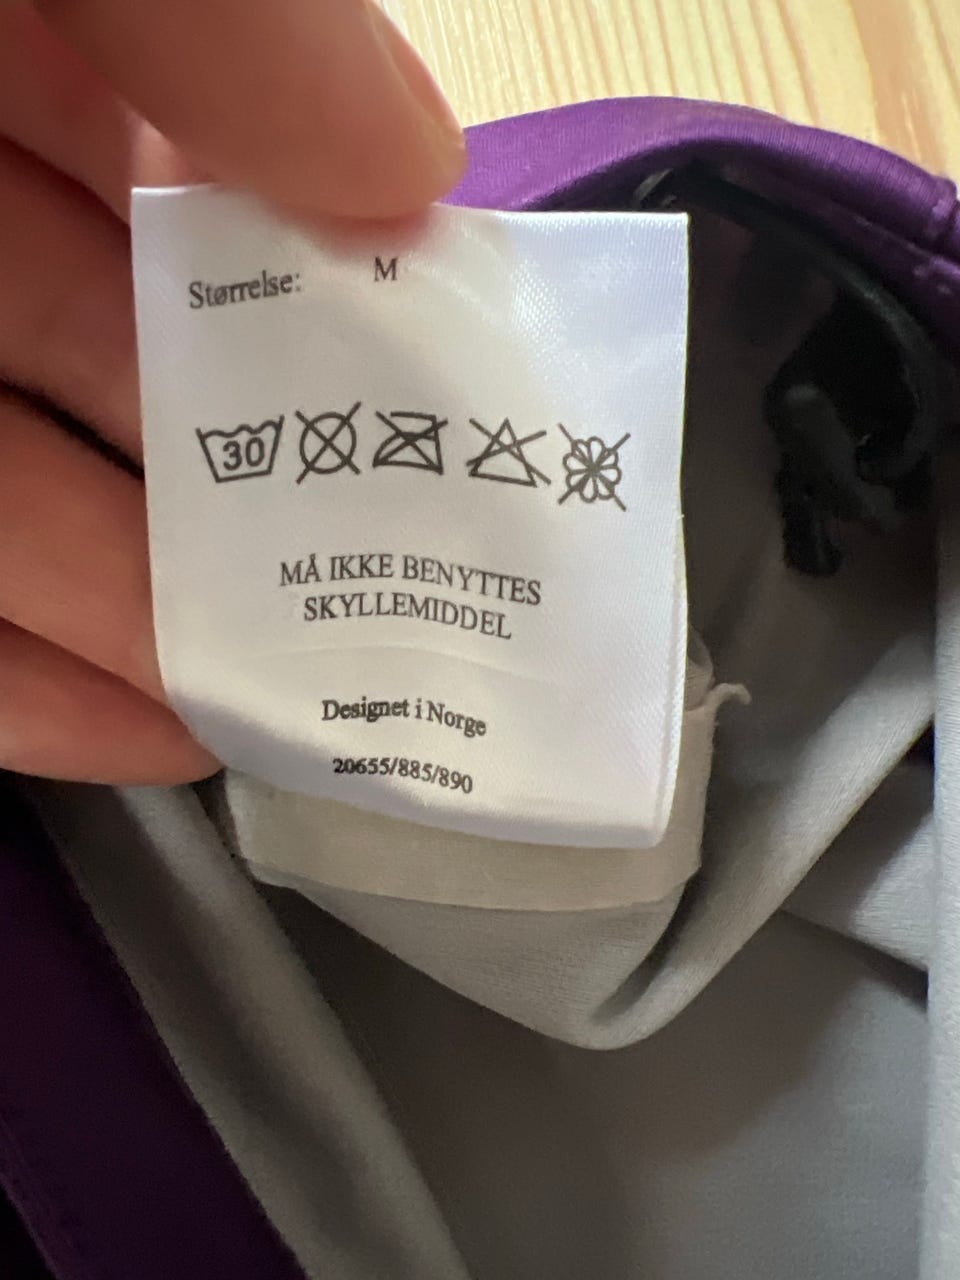 Størrelse: M
30
MÅ IKKE BENYTTES
SKYLLEMIDDEL
Designet i Norge
20655/885/890